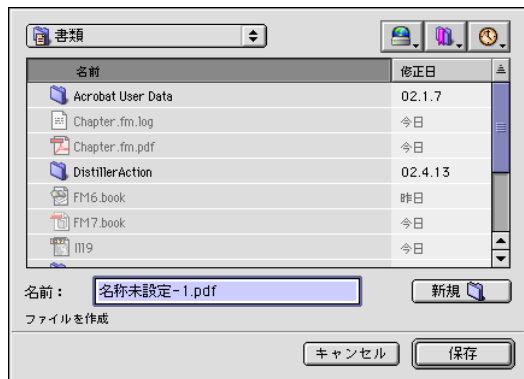 書類
名前 修正日
Acrobat User Data 02.1.7
Chapter.fm.log 今日
Chapter.fm.pdf 今日
DistillerAction 02.4.13
FM6.book 昨日
FM7.book 今日
I119 今日
名前： 名称未設定-1.pdf 新規
ファイルを作成
キャンセル 保存